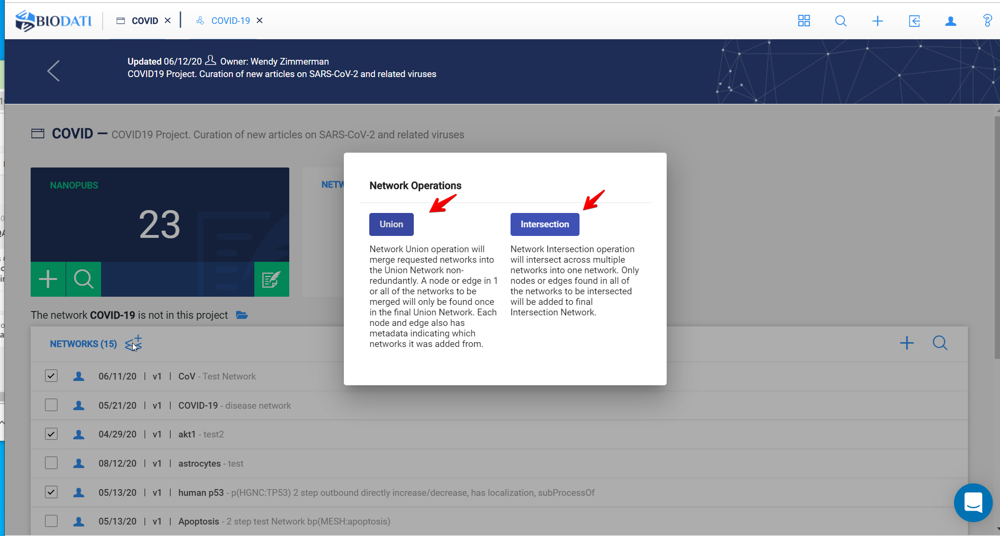 BIODATI
COVID
COVID-19
Updated 06/12/20 Owner: Wendy Zimmerman
COVID19 Project. Curation of new articles on SARS-CoV-2 and related viruses
COVID — COVID19 Project. Curation of new articles on SARS-CoV-2 and related viruses
NANOPUBS
23
NETW
Network Operations
Union
Network Union operation will
merge requested networks into
the Union Network non-
redundantly. A node or edge in 1
or all of the networks to be
merged will only be found once
in the final Union Network. Each
node and edge also has
metadata indicating which
networks it was added from.
Intersection
Network Intersection operation
will intersect across multiple
networks into one network. Only
nodes or edges found in all of
the networks to be intersected
will be added to final
Intersection Network.
The network COVID-19 is not in this project
NETWORKS (15)
06/11/20 | v1 | CoV - Test Network
05/21/20 | v1 | COVID-19 - disease network
04/29/20 | v1 | akt1 - test2
08/12/20 | v1 | astrocytes - test
05/13/20 | v1 | human p53 - p(HGNC:TP53) 2 step outbound directly increase/decrease, has localization, subProcessOf
05/13/20 | v1 | Apoptosis - 2 step test Network bp(MESH:apoptosis)